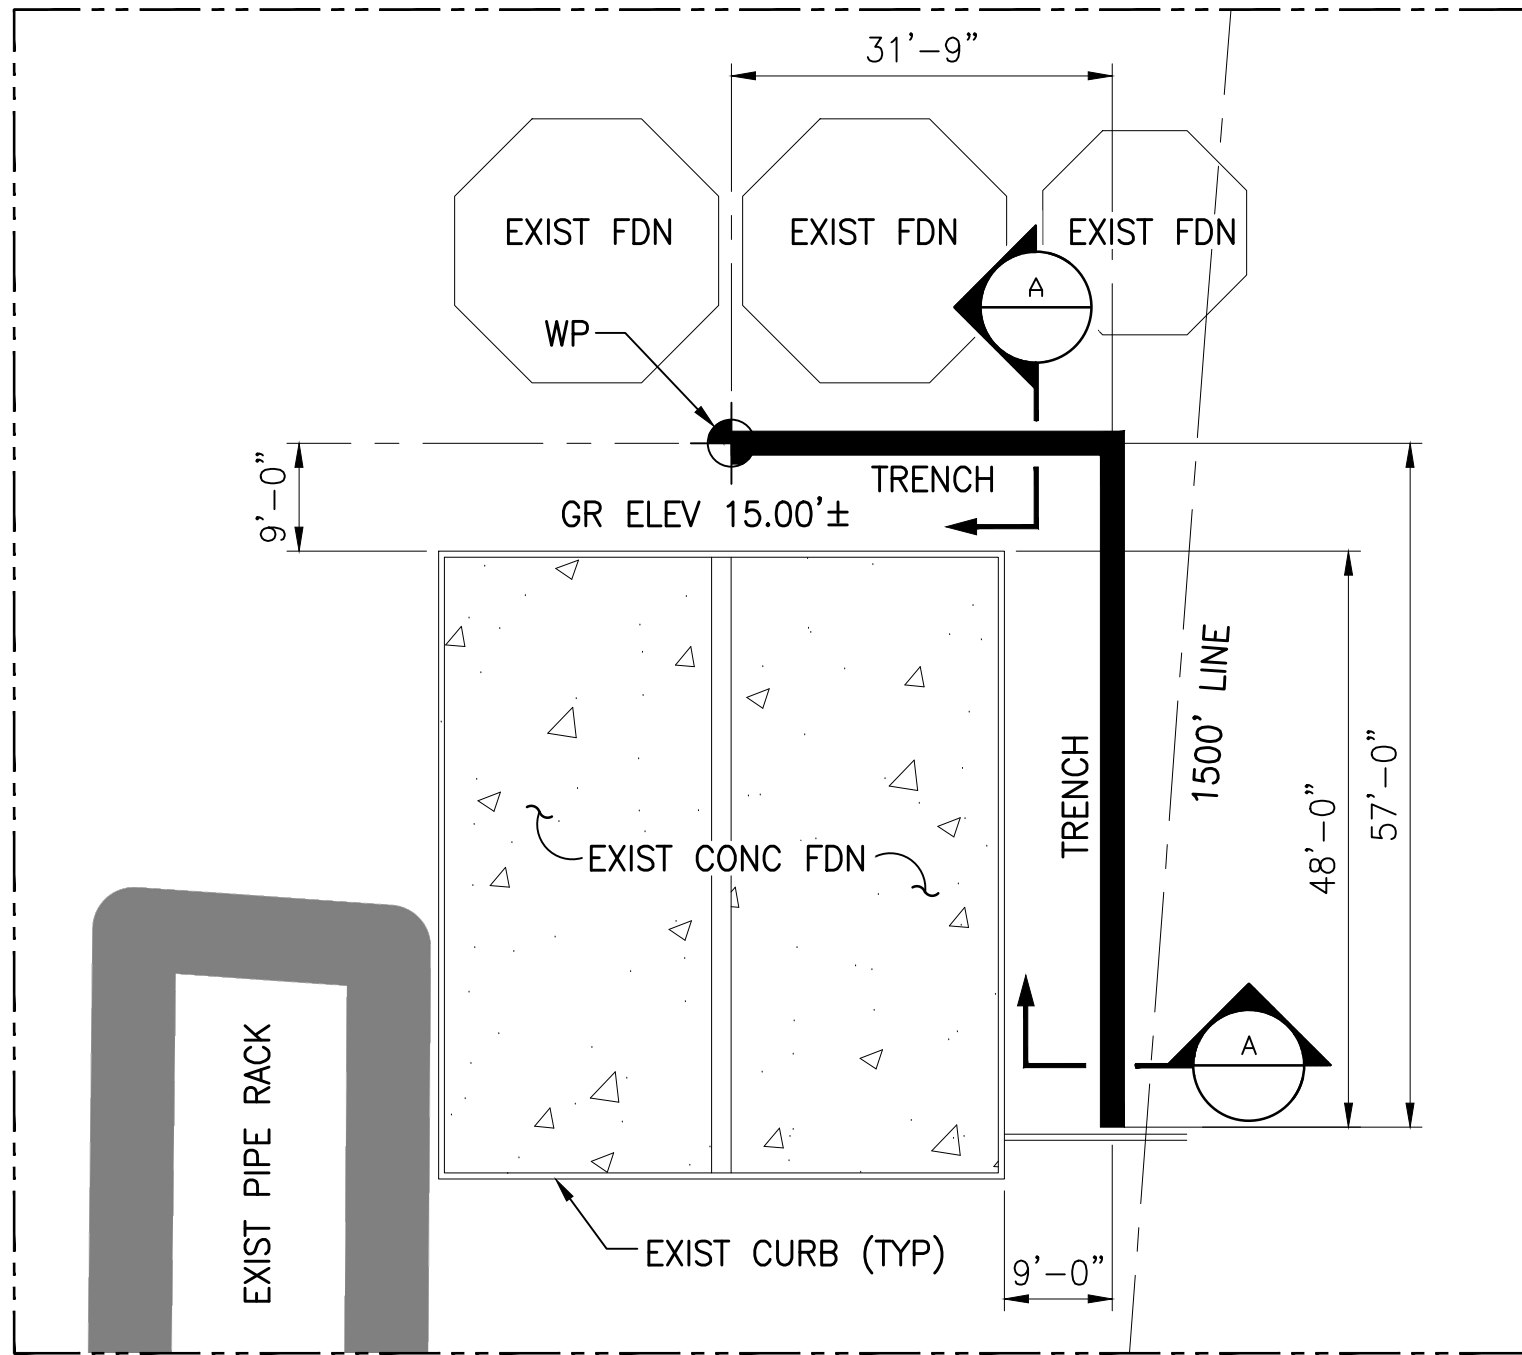 31'-9"
EXIST FDN
EXIST FDN
EXIST FDN
A
WP
9'-0"
TRENCH
GR ELEV 15.00'±
1500' LINE
TRENCH
57'-0"
48'-0"
EXIST CONC FDN
A
EXIST PIPE RACK
EXIST CURB (TYP)
9'-0"